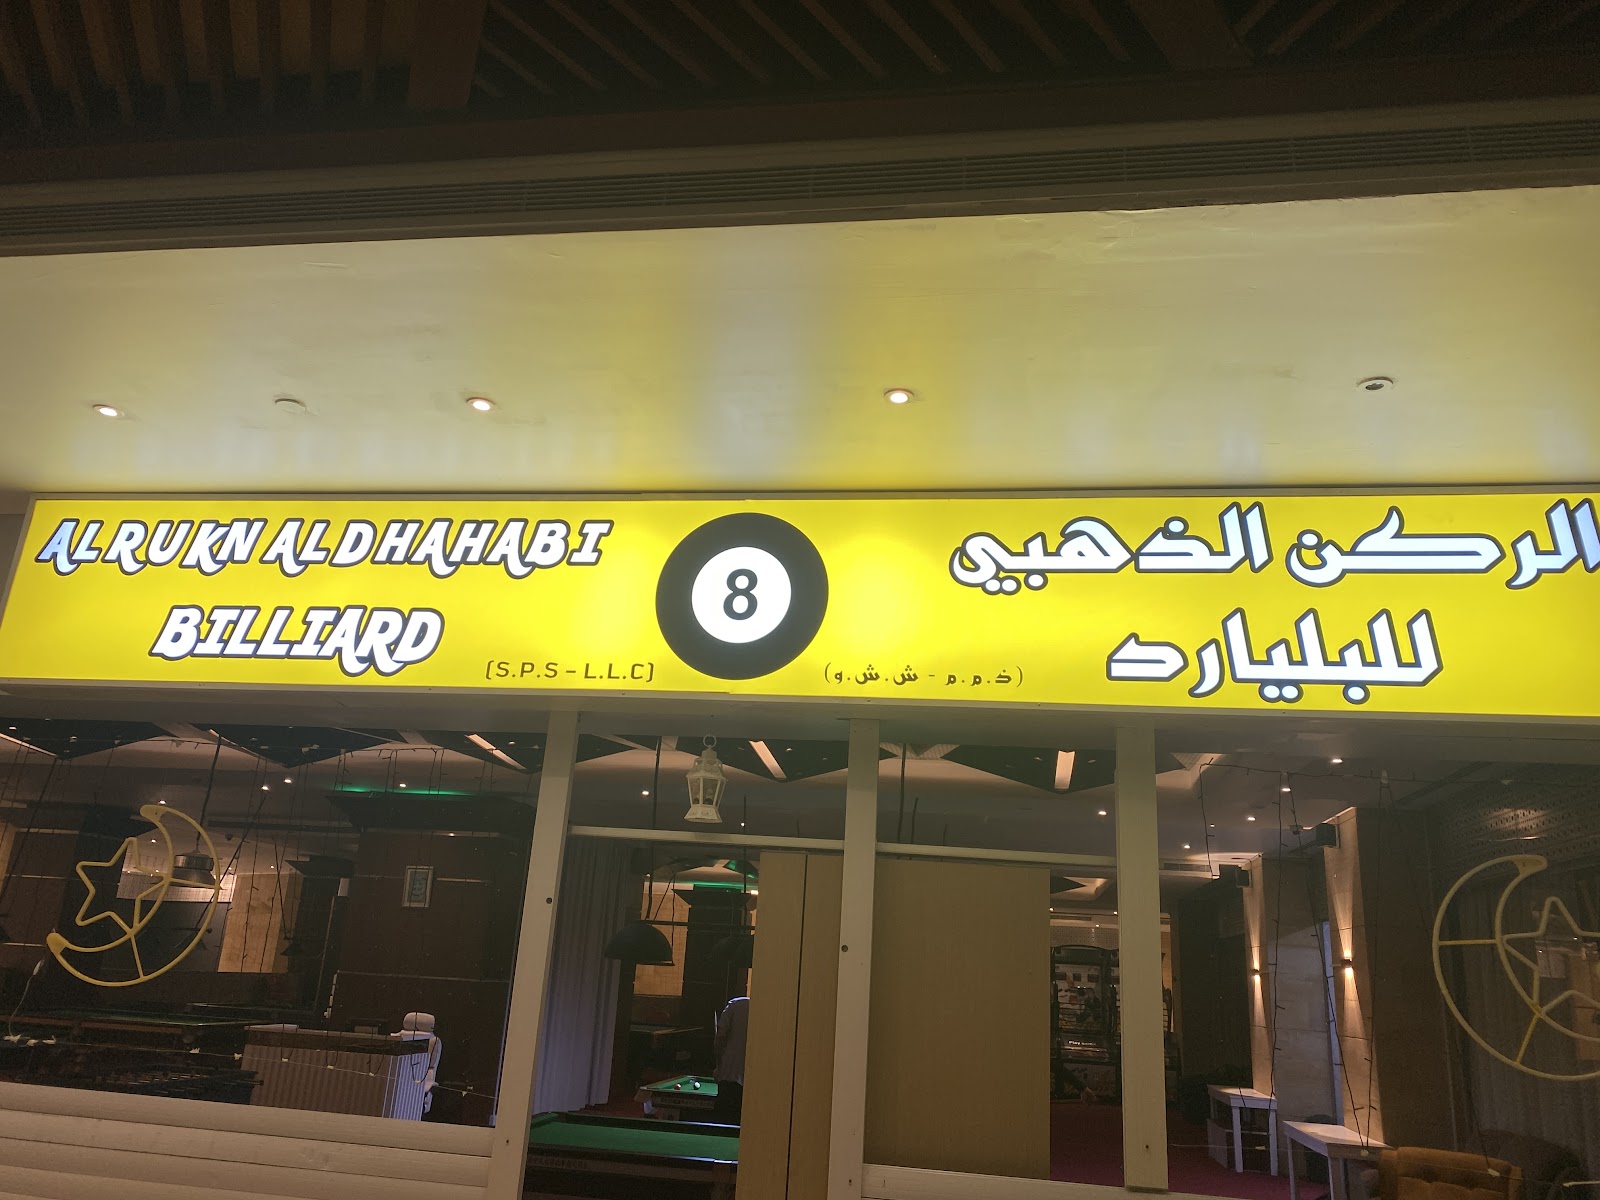 AL RUKN AL DHAHABI
BILLIARD
(S.P.S – L.L.C)
8
الركن الذهبي
للبليارد
(ذ.م.م - ش.ش.و)